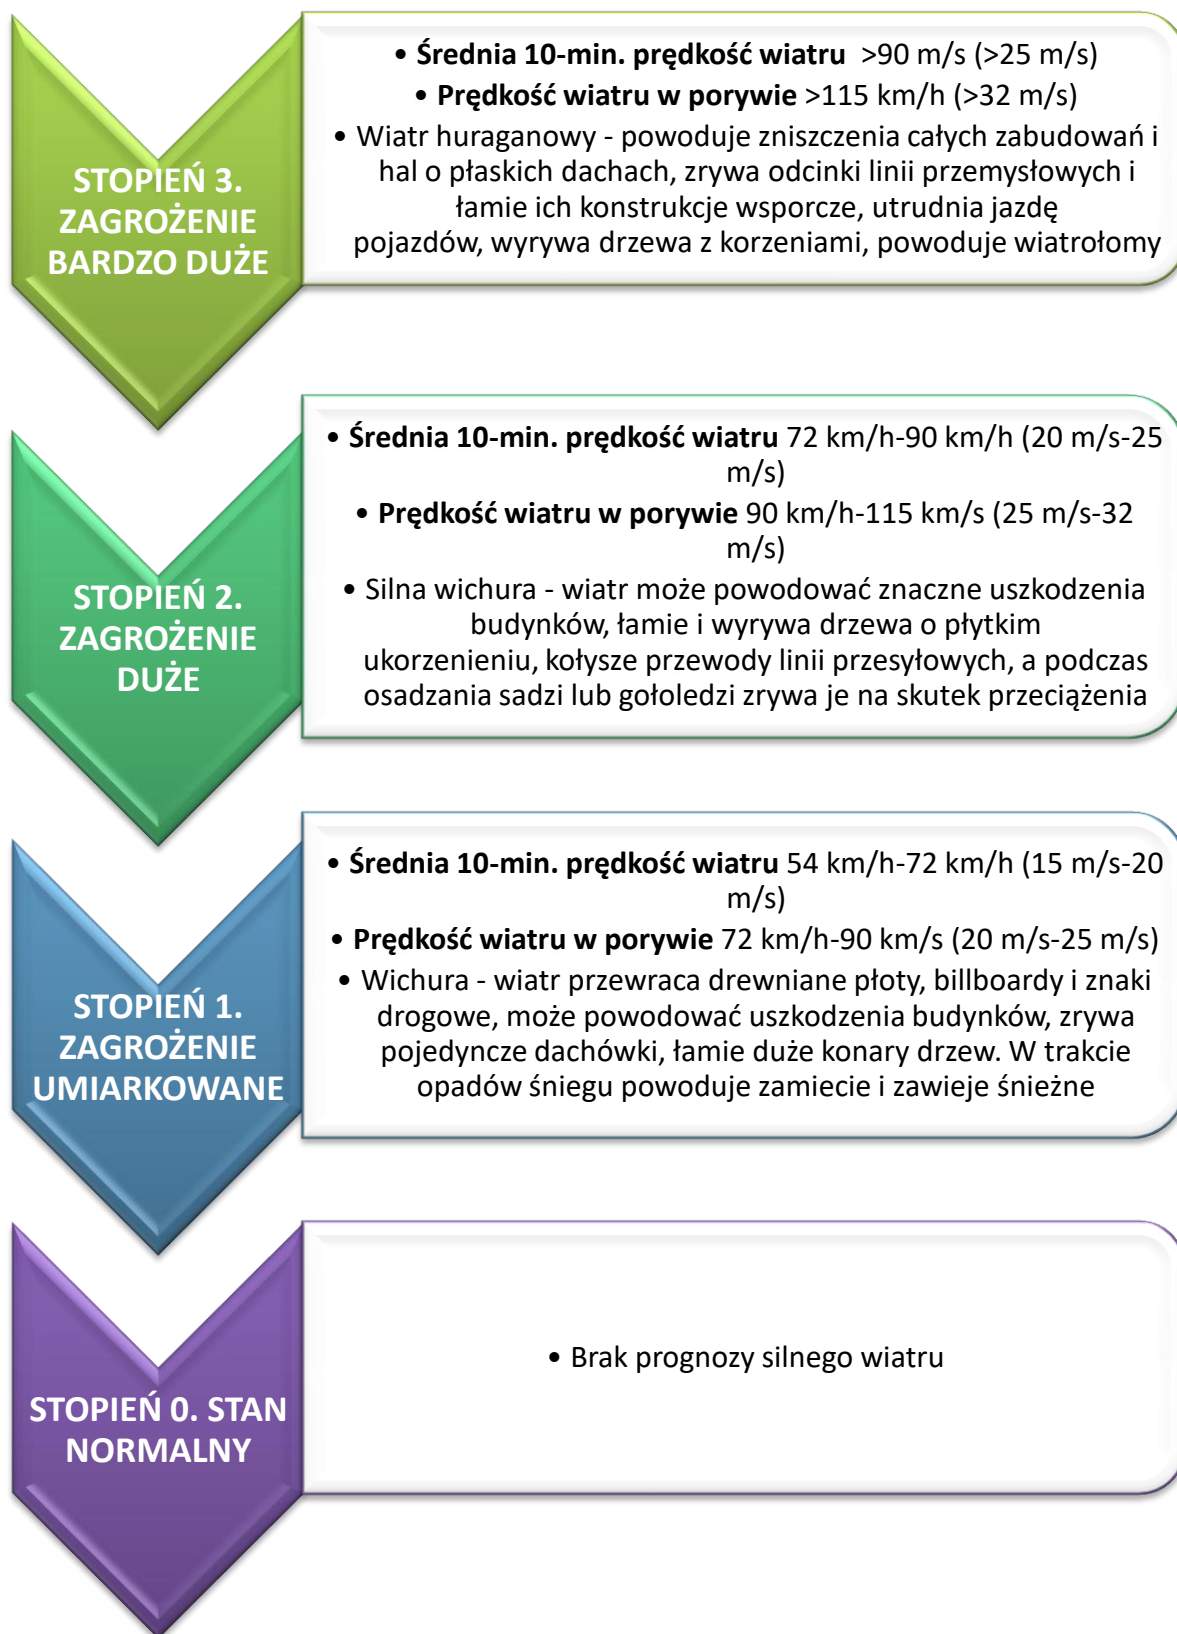 STOPIEŃ 3.
ZAGROŻENIE
BARDZO DUŻE
• Średnia 10-min. prędkość wiatru >90 m/s (>25 m/s)
• Prędkość wiatru w porywie >115 km/h (>32 m/s)
• Wiatr huraganowy - powoduje zniszczenia całych zabudowań i
hal o płaskich dachach, zrywa odcinki linii przemysłowych i
łamie ich konstrukcje wsporcze, utrudnia jazdę
pojazdów, wyrywa drzewa z korzeniami, powoduje wiatrołomy
STOPIEŃ 2.
ZAGROŻENIE
DUŻE
• Średnia 10-min. prędkość wiatru 72 km/h-90 km/h (20 m/s-25
m/s)
• Prędkość wiatru w porywie 90 km/h-115 km/s (25 m/s-32
m/s)
• Silna wichura - wiatr może powodować znaczne uszkodzenia
budynków, łamie i wyrywa drzewa o płytkim
ukorzenieniu, kołysze przewody linii przesyłowych, a podczas
osadzania sadzi lub gołoledzi zrywa je na skutek przeciążenia
STOPIEŃ 1.
ZAGROŻENIE
UMIARKOWANE
• Średnia 10-min. prędkość wiatru 54 km/h-72 km/h (15 m/s-20
m/s)
• Prędkość wiatru w porywie 72 km/h-90 km/s (20 m/s-25 m/s)
• Wichura - wiatr przewraca drewniane płoty, billboardy i znaki
drogowe, może powodować uszkodzenia budynków, zrywa
pojedyncze dachówki, łamie duże konary drzew. W trakcie
opadów śniegu powoduje zamiecie i zawieje śnieżne
STOPIEŃ 0. STAN
NORMALNY
• Brak prognozy silnego wiatru